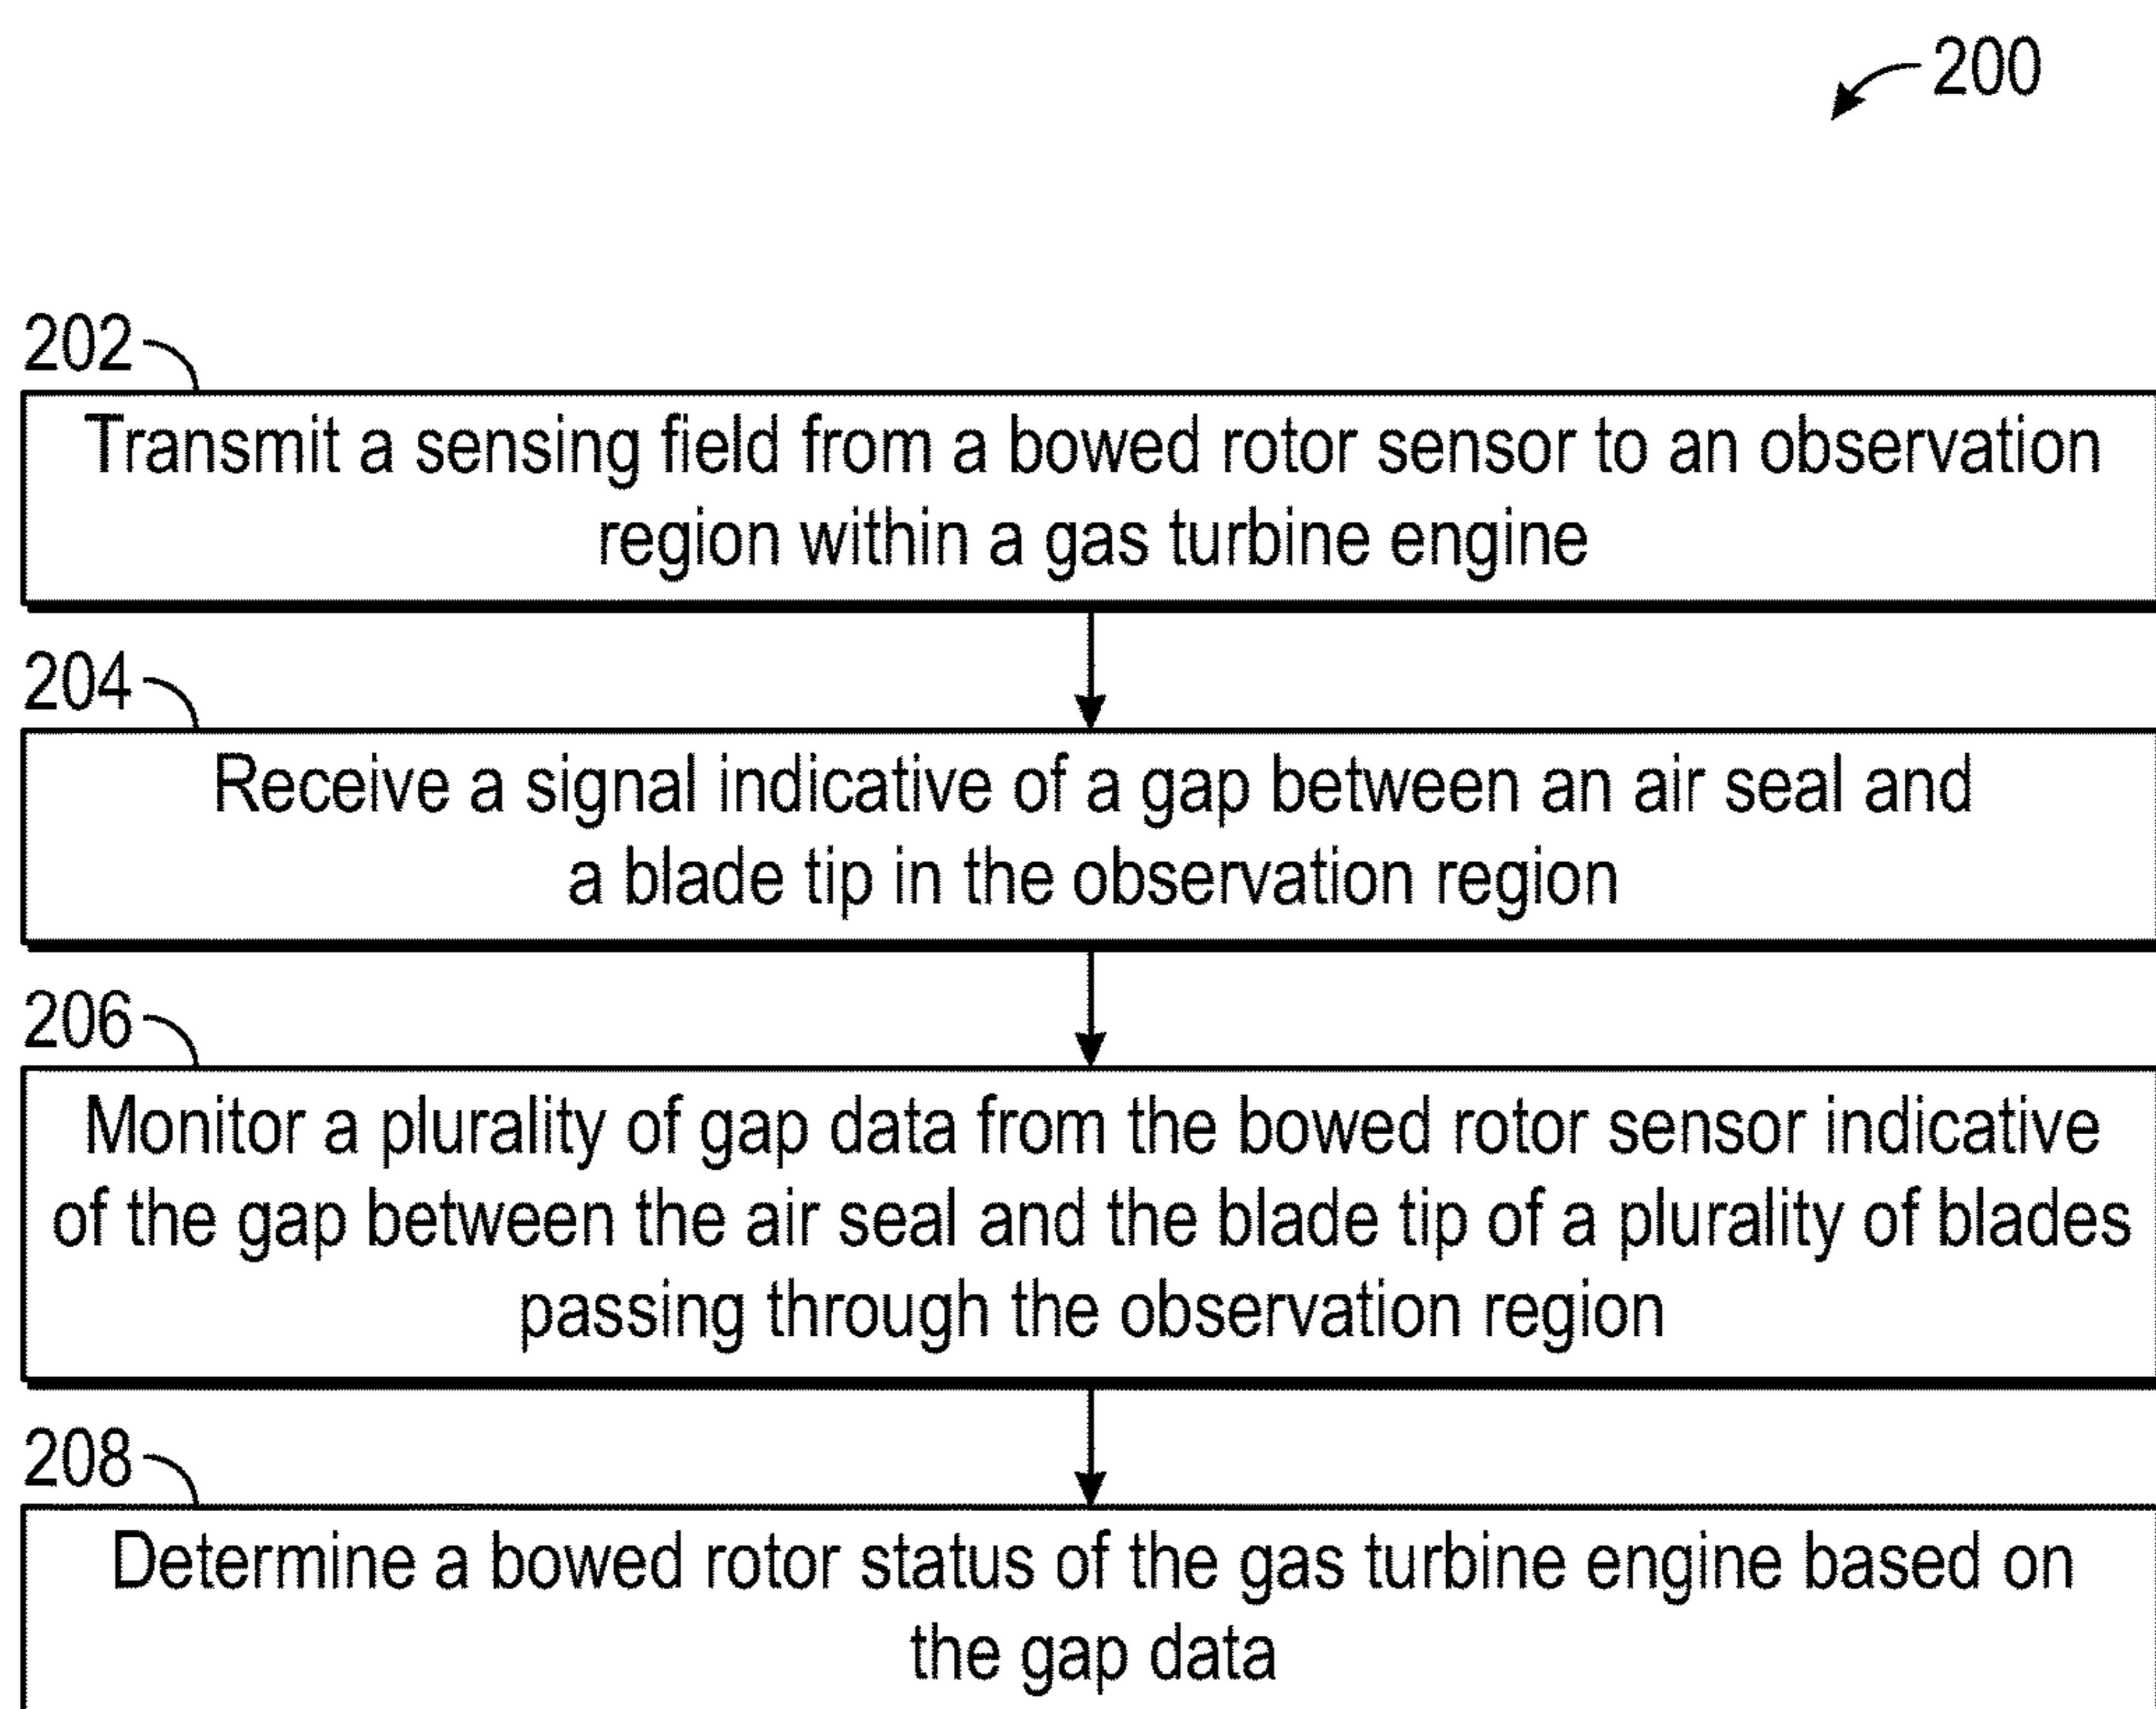 200
202
Transmit a sensing field from a bowed rotor sensor to an observation
region within a gas turbine engine
204
Receive a signal indicative of a gap between an air seal and
a blade tip in the observation region
206
Monitor a plurality of gap data from the bowed rotor sensor indicative
of the gap between the air seal and the blade tip of a plurality of blades
passing through the observation region
208
Determine a bowed rotor status of the gas turbine engine based on
the gap data